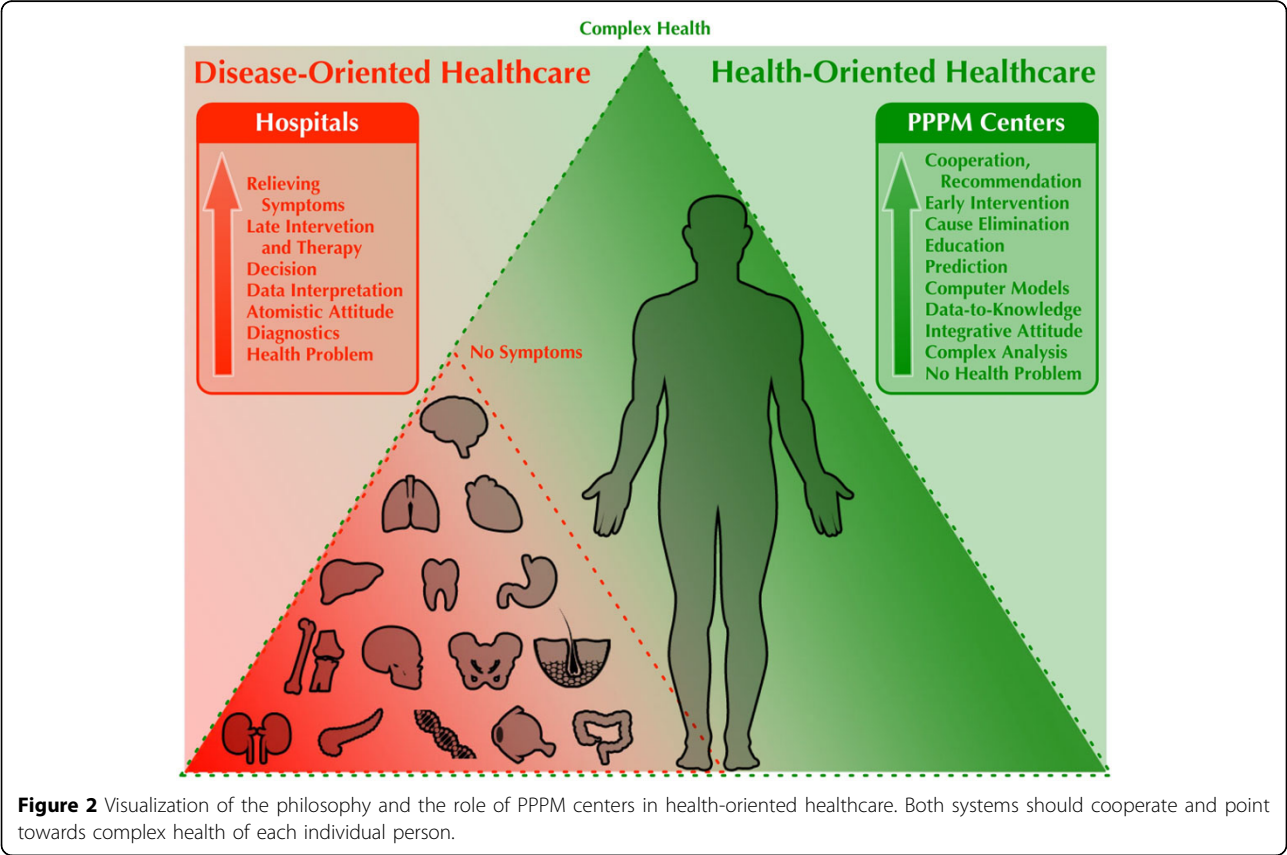 Complex Health
Disease-Oriented Healthcare
Health-Oriented Healthcare
Hospitals
Relieving
Symptoms
Late Intervetion
and Therapy
Decision
Data Interpretation
Atomistic Attitude
Diagnostics
Health Problem
PPPM Centers
Cooperation,
Recommendation
Early Intervention
Cause Elimination
Education
Prediction
Computer Models
Data-to-Knowledge
Integrative Attitude
Complex Analysis
No Health Problem
No Symptoms
Figure 2 Visualization of the philosophy and the role of PPPM centers in health-oriented healthcare. Both systems should cooperate and point
towards complex health of each individual person.